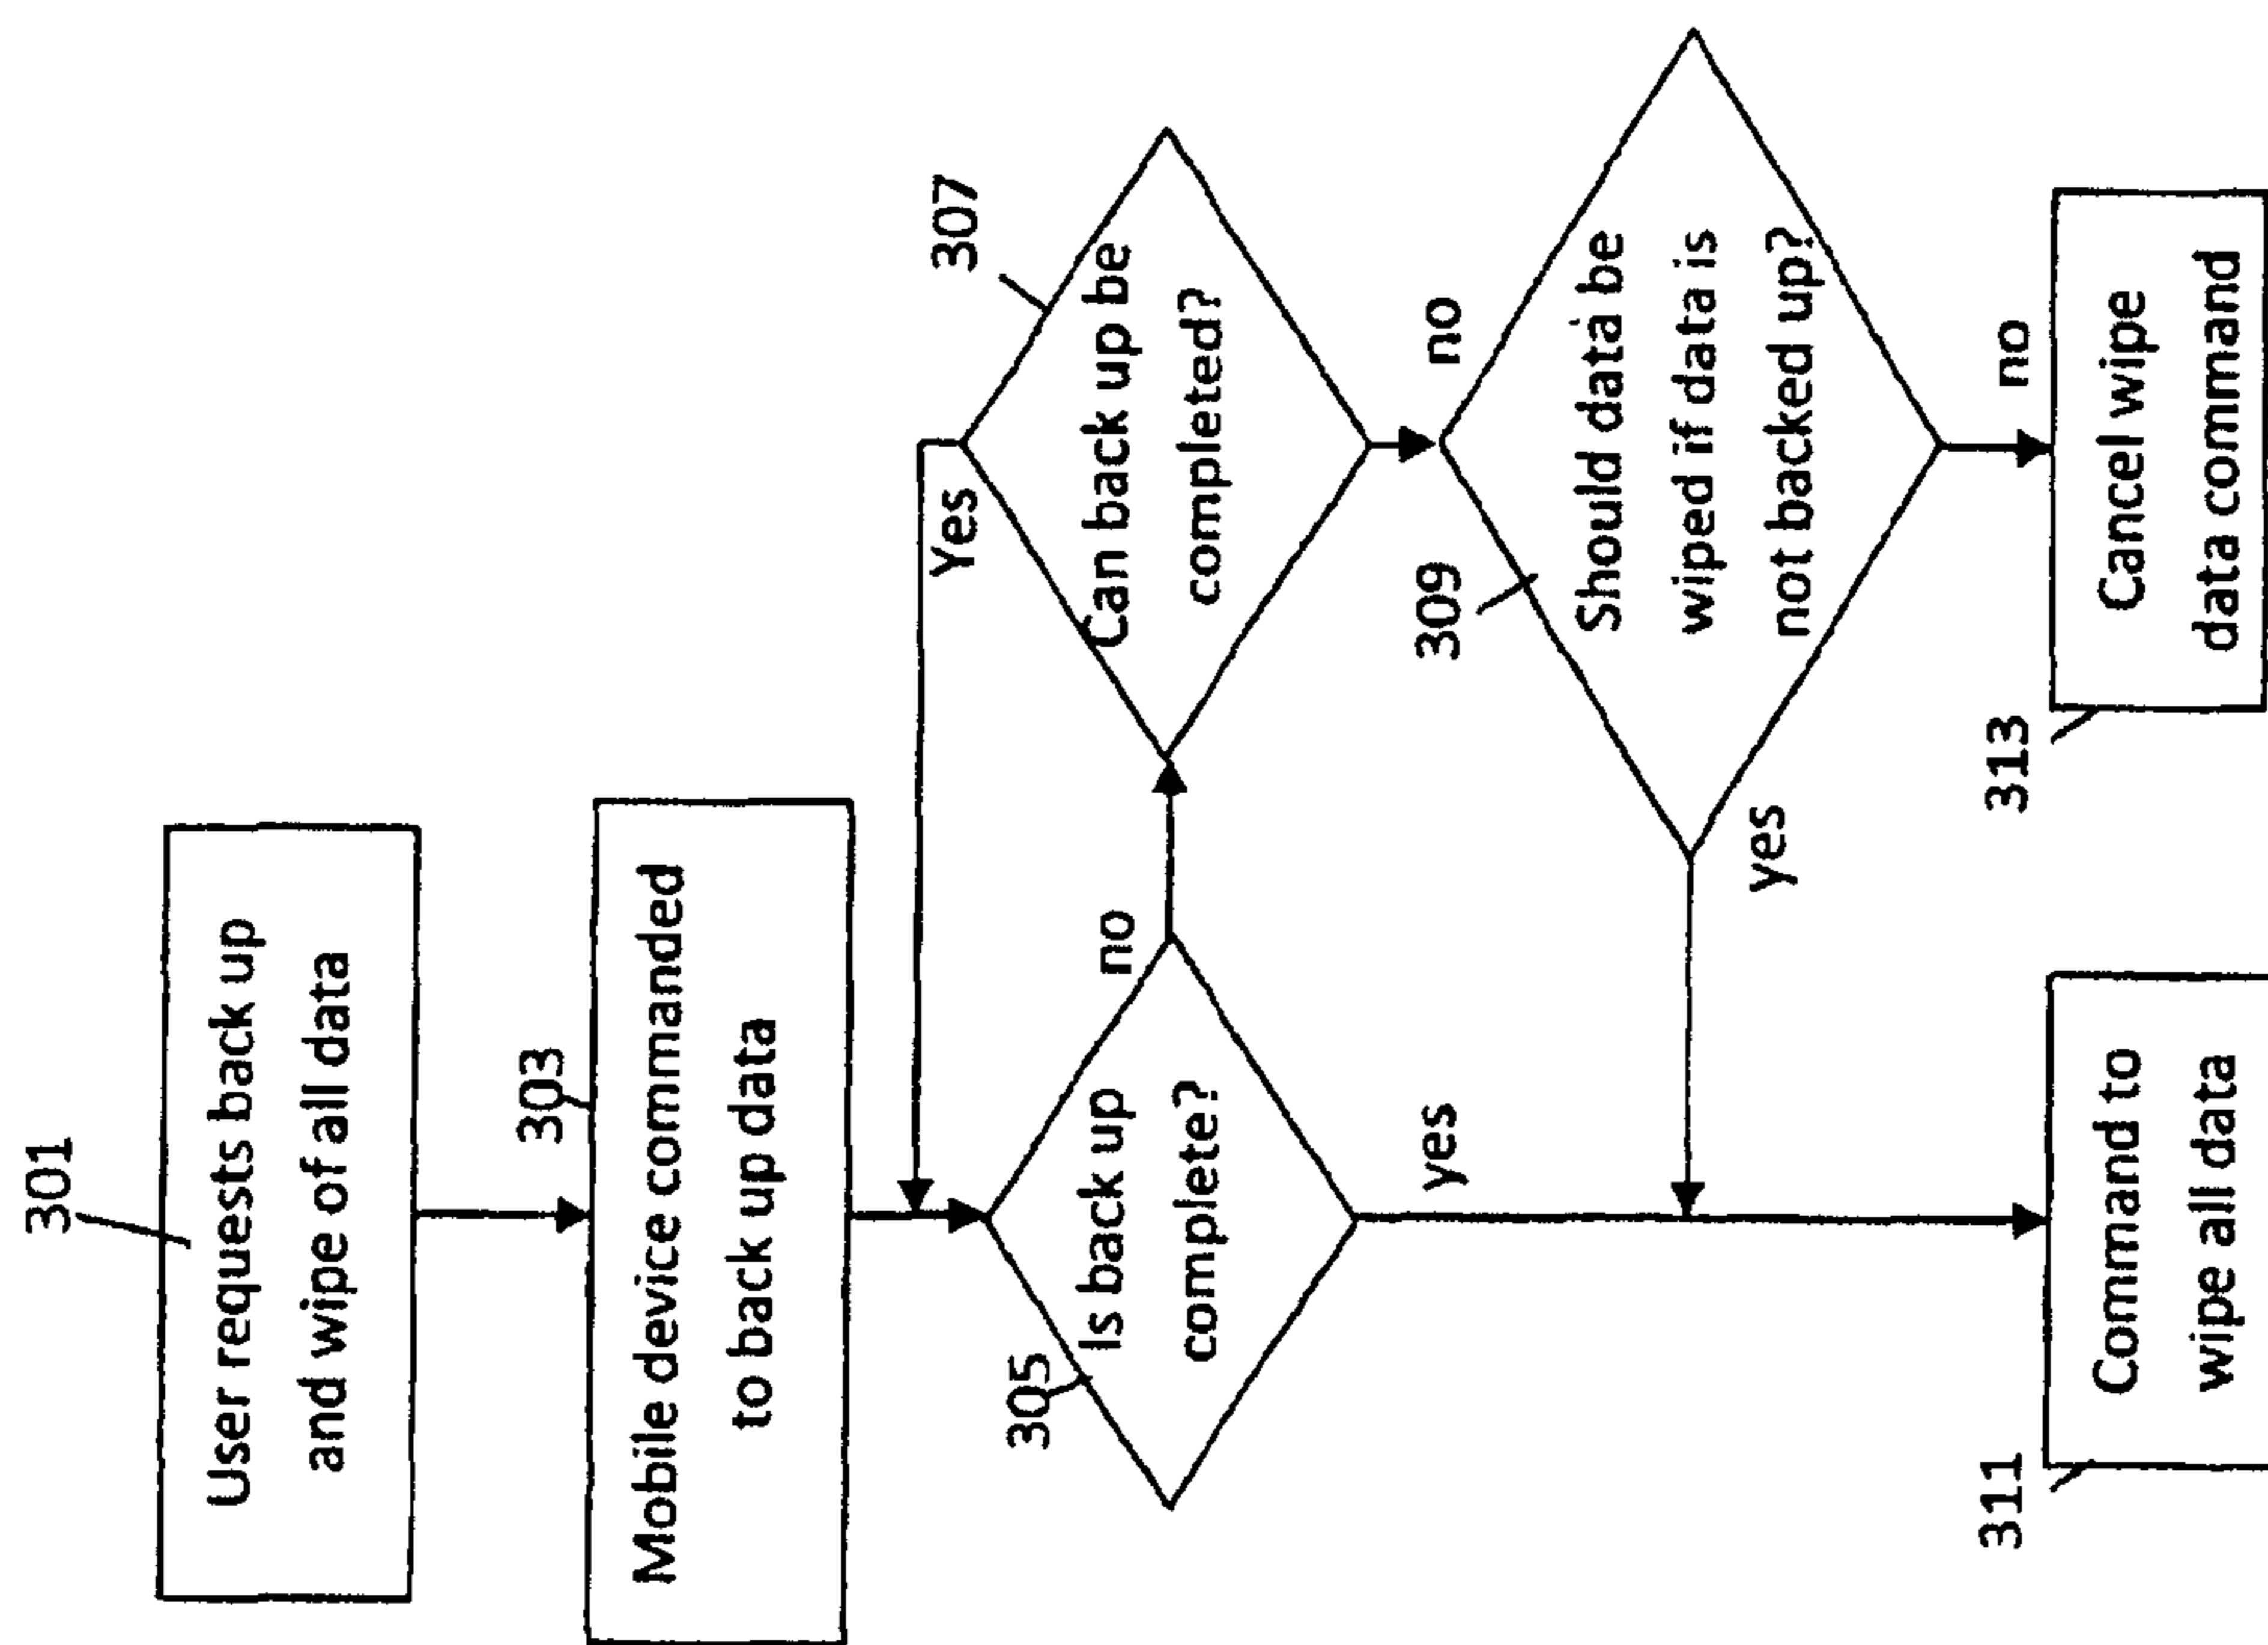 301
User requests back up
and wipe of all data
303
Mobile device commanded
to back up data
305
Is back up
complete?
no
yes
307
Can back up be
completed?
Yes
no
309
Should data be
wiped if data is
not backed up?
yes
no
311
Command to
wipe all data
313
Cancel wipe
data command